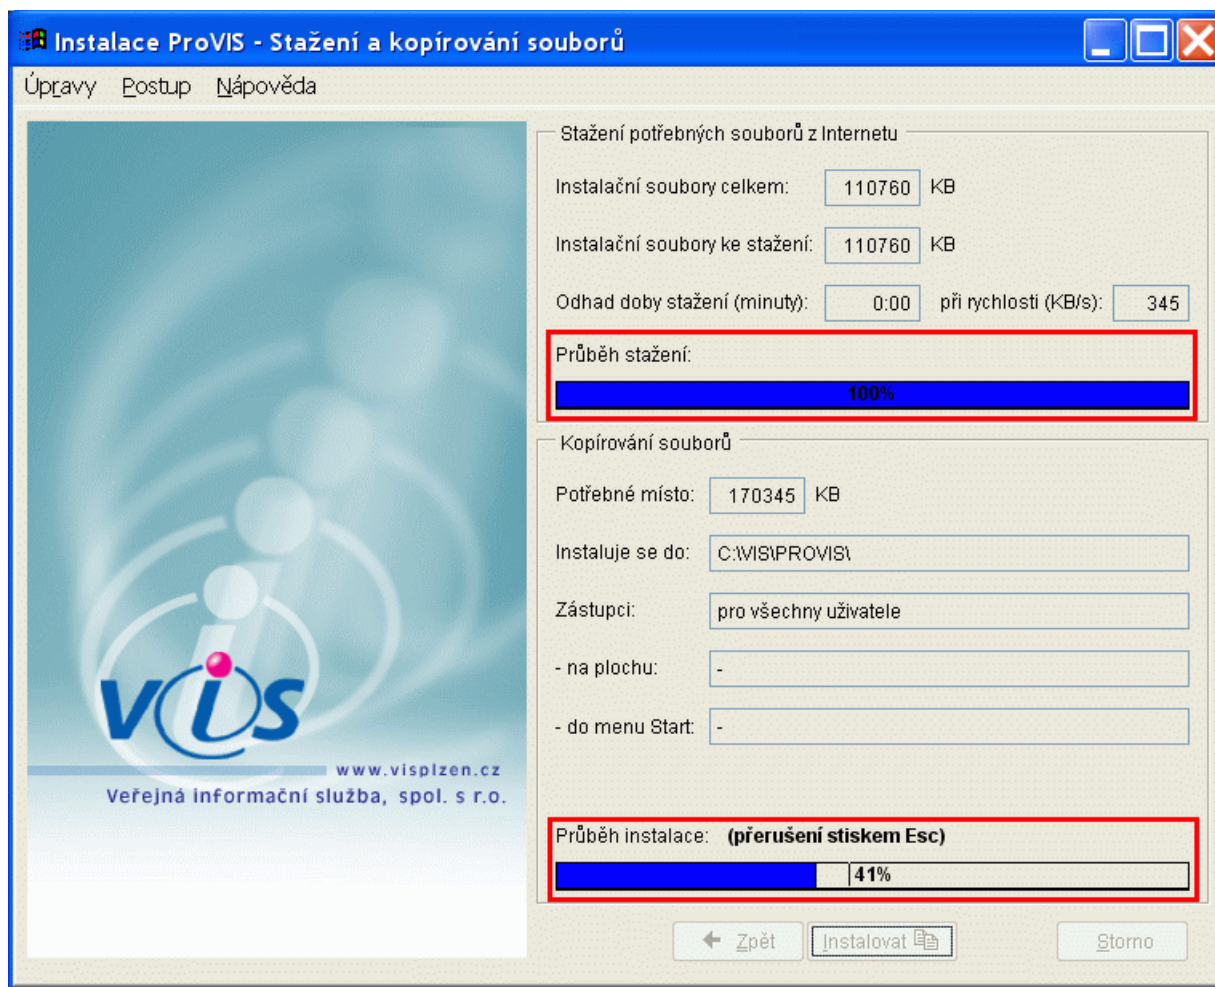 Instalace ProVIS - Stažení a kopírování souborů
Úpravy Postup Nápověda
Stažení potřebných souborů z Internetu
Instalační soubory celkem: 110760 KB
Instalační soubory ke stažení: 110760 KB
Odhad doby stažení (minuty): 0:00 při rychlosti (KB/s): 345
Průběh stažení:
100%
Kopírování souborů
Potřebné místo: 170345 KB
Instaluje se do: C:\VIS\PROVIS\
Zástupci: pro všechny uživatele
- na plochu: -
- do menu Start: -
Průběh instalace: (přerušení stiskem Esc)
41%
Zpět Instalovat Storno
vis
www.visplzen.cz
Veřejná informační služba, spol. s r.o.